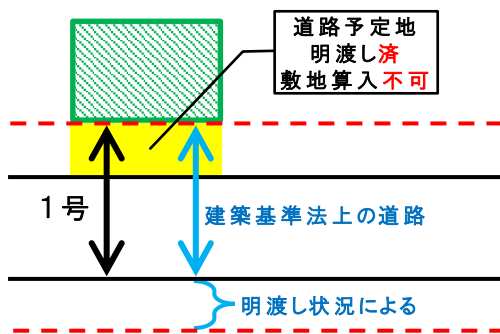 道路予定地
明渡し済
敷地算入不可
1号
建築基準法上の道路
明渡し状況による